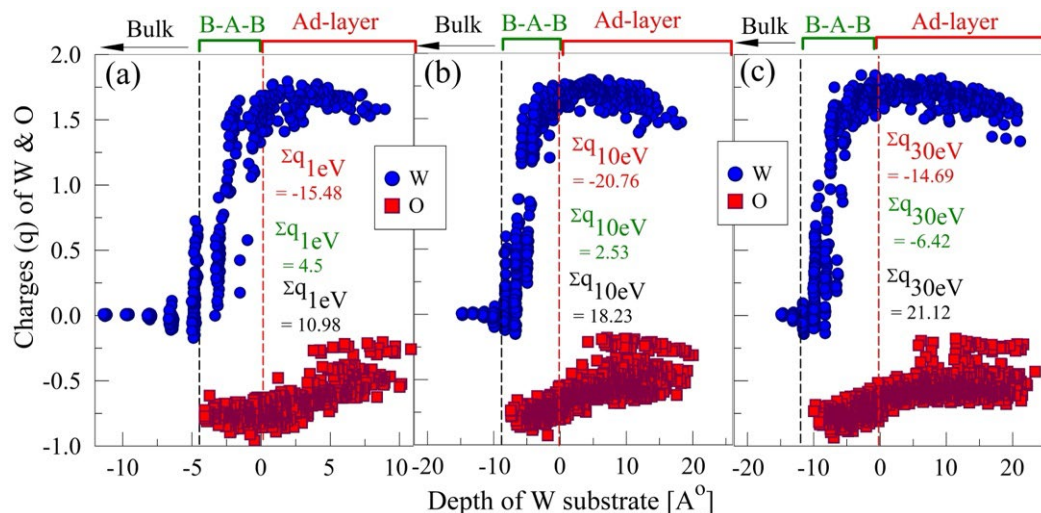 Bulk B-A-B Ad-layer Bulk B-A-B Ad-layer Bulk B-A-B Ad-layer
2.0
1.5
1.0
0.5
0.0
-0.5
-1.0
Charges (q) of W & O
(a)
Σq1eV
= -15.48
Σq1eV
= 4.5
Σq1eV
= 10.98
W
O
(b)
Σq10eV
= -20.76
Σq10eV
= 2.53
Σq10eV
= 18.23
W
O
(c)
Σq30eV
= -14.69
Σq30eV
= -6.42
Σq30eV
= 21.12
-10 -5 0 5 10 -20 -10 0 10 20 -20 -10 0 10 20
Depth of W substrate [A°]